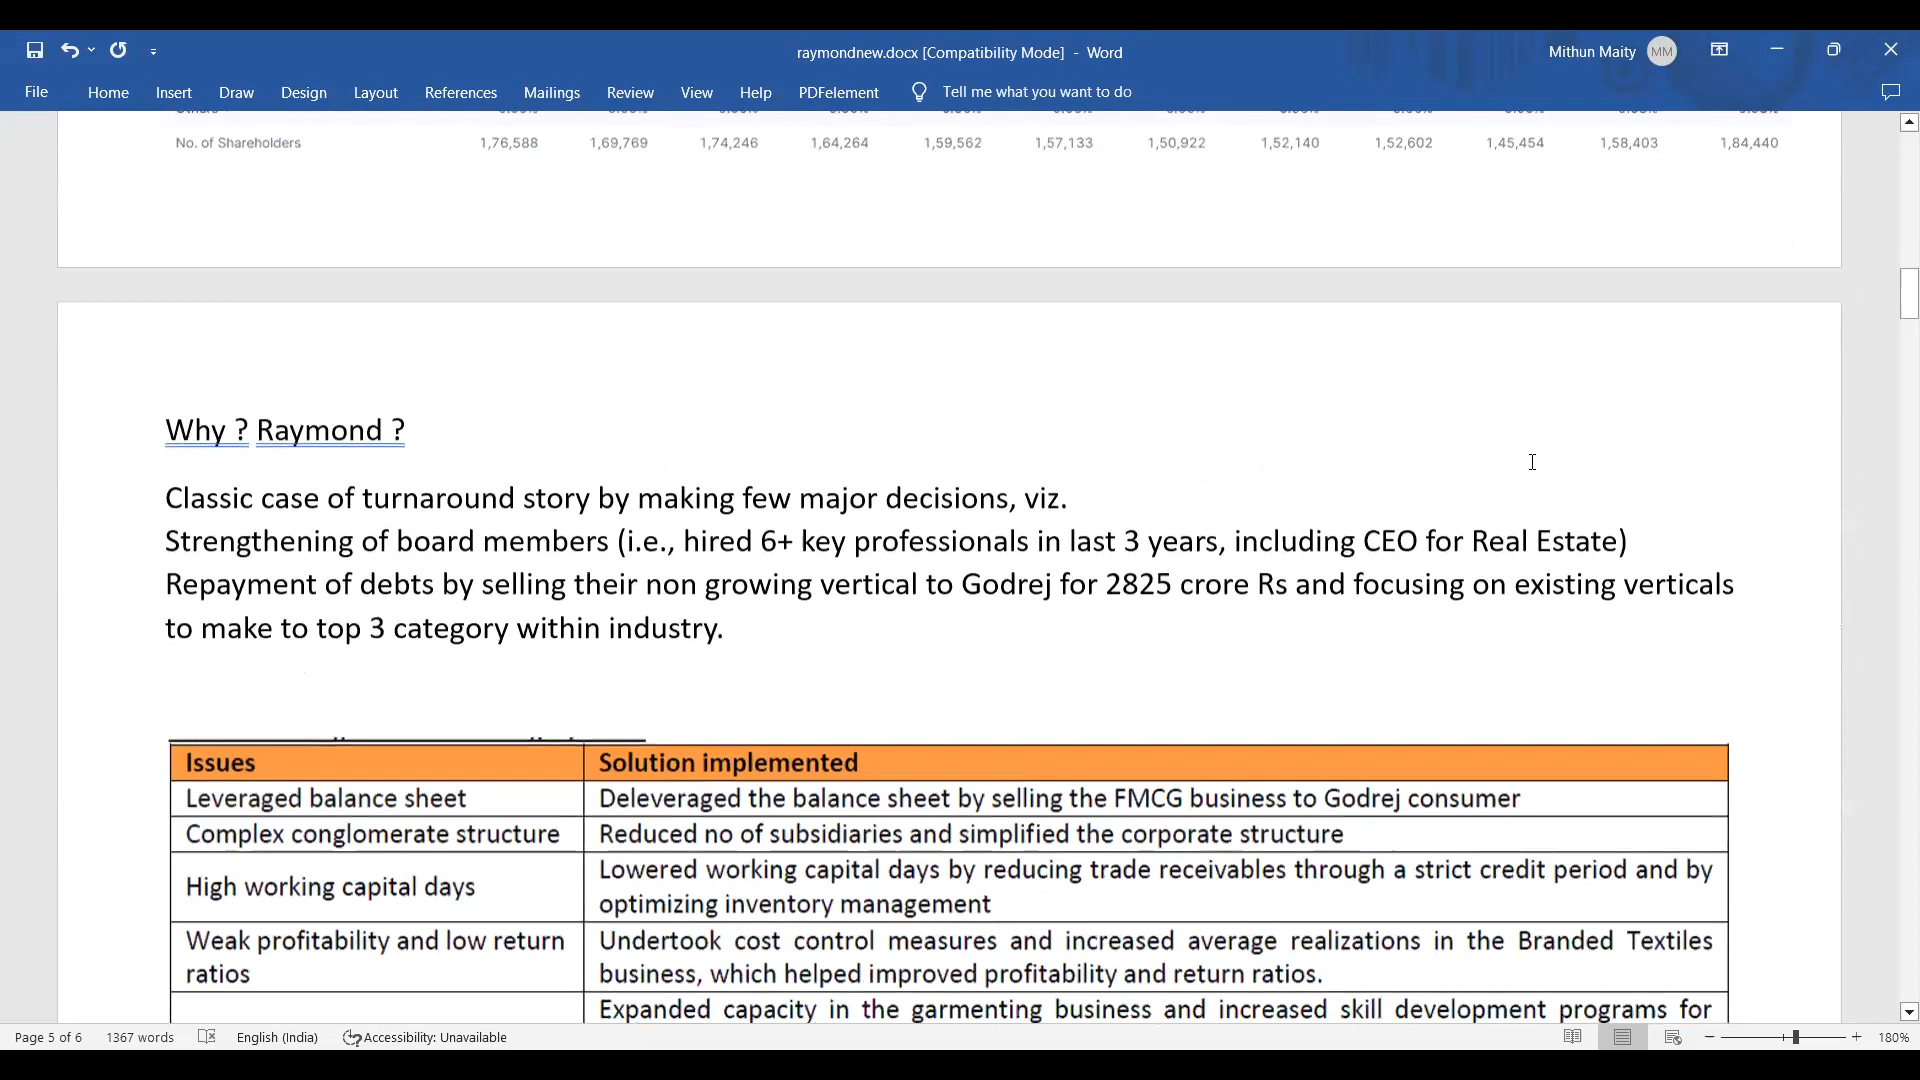 raymondnew.docx [Compatibility Mode] - Word
Mithun Maity MM
File Home Insert Draw Design Layout References Mailings Review View Help PDFelement Tell me what you want to do
No. of Shareholders 1,76,588 1,69,769 1,74,246 1,64,264 1,59,562 1,57,133 1,50,922 1,52,140 1,52,602 1,45,454 1,58,403 1,84,440
Why ? Raymond ?
Classic case of turnaround story by making few major decisions, viz.
Strengthening of board members (i.e., hired 6+ key professionals in last 3 years, including CEO for Real Estate)
Repayment of debts by selling their non growing vertical to Godrej for 2825 crore Rs and focusing on existing verticals
to make to top 3 category within industry.
Issues Solution implemented
Leveraged balance sheet Deleveraged the balance sheet by selling the FMCG business to Godrej consumer
Complex conglomerate structure Reduced no of subsidiaries and simplified the corporate structure
High working capital days Lowered working capital days by reducing trade receivables through a strict credit period and by
optimizing inventory management
Weak profitability and low return Undertook cost control measures and increased average realizations in the Branded Textiles
ratios business, which helped improved profitability and return ratios.
Expanded capacity in the garmenting business and increased skill development programs for
Page 5 of 6 1367 words English (India) Accessibility: Unavailable 180%